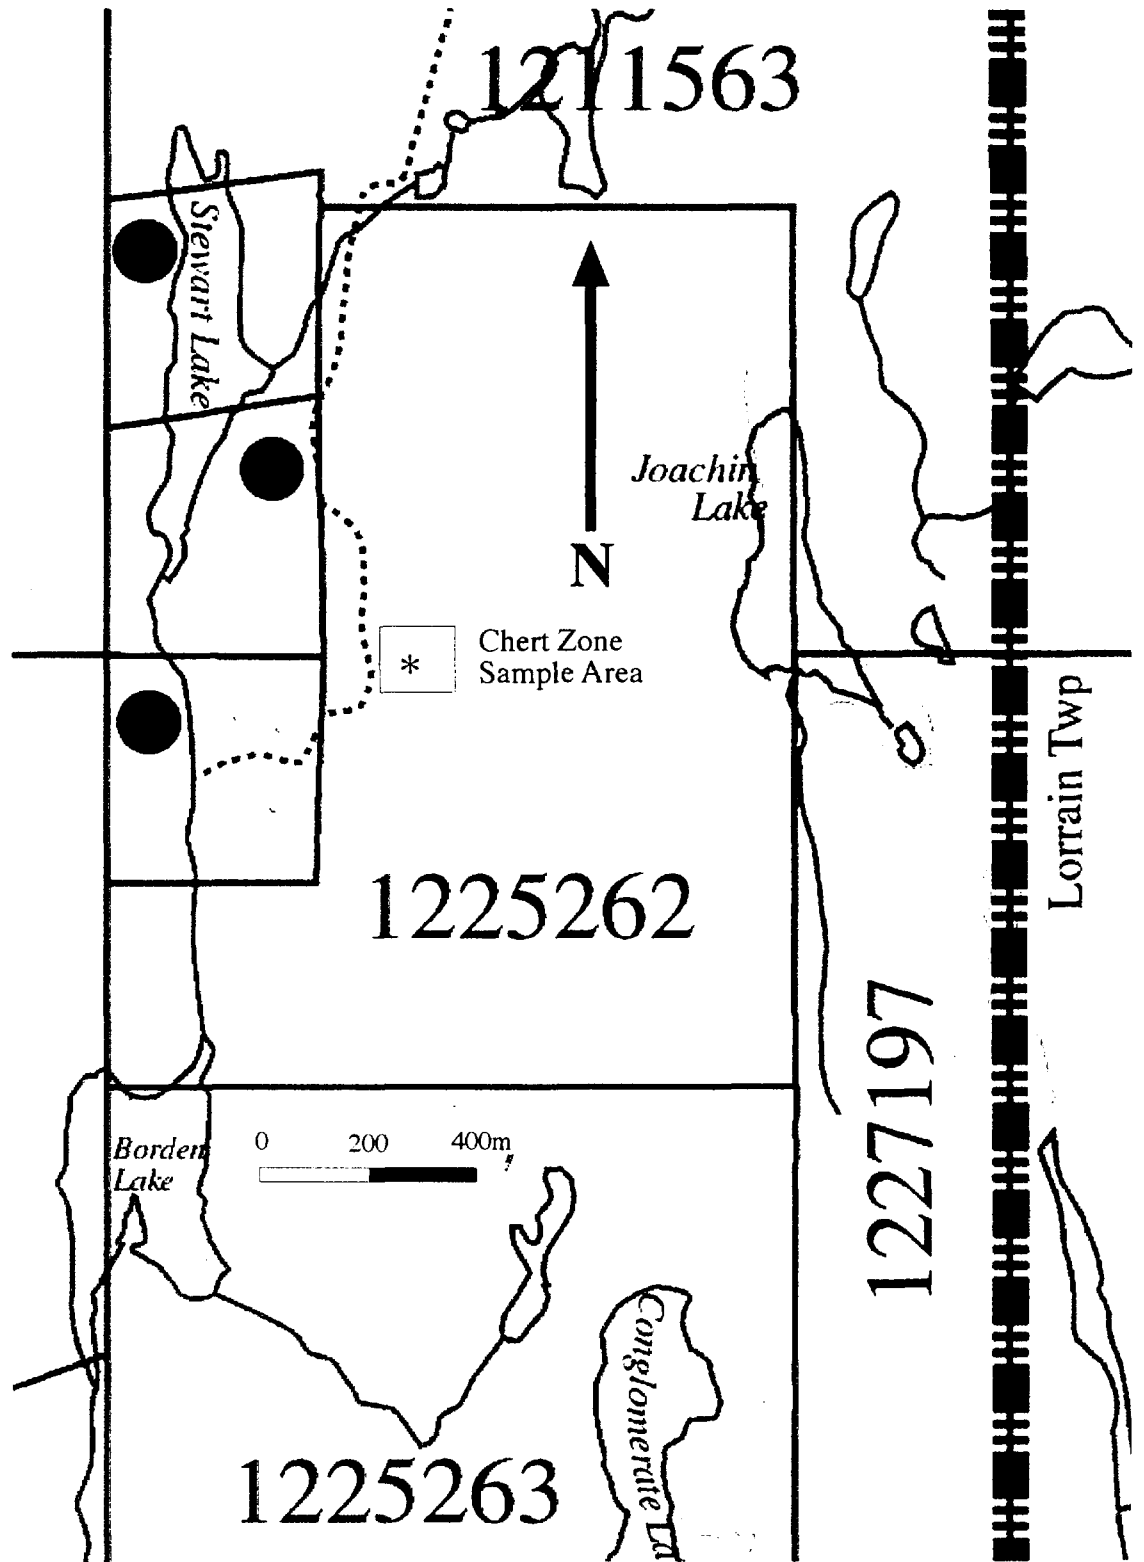 1211563
Stewart Lake
Joachin
Lake
N
Chert Zone
Sample Area
*
Lorrain Twp
1225262
1227197
Borden
Lake
0 200 400m
Conglomerate La
1225263